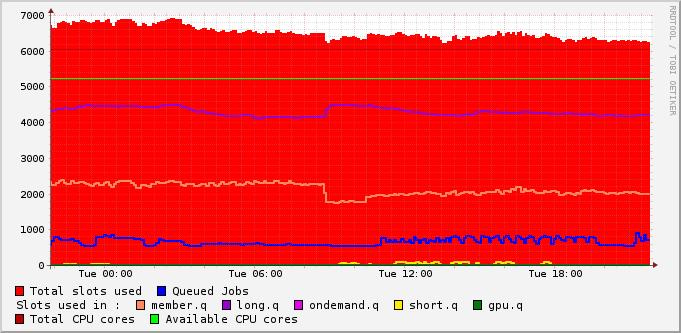 RRDTOOL / TOBI OETIKER
7000
6000
5000
4000
3000
2000
1000
0
Tue 00:00 Tue 06:00 Tue 12:00 Tue 18:00
Total slots used Queued Jobs
Slots used in : member.q long.q ondemand.q short.q gpu.q
Total CPU cores Available CPU cores